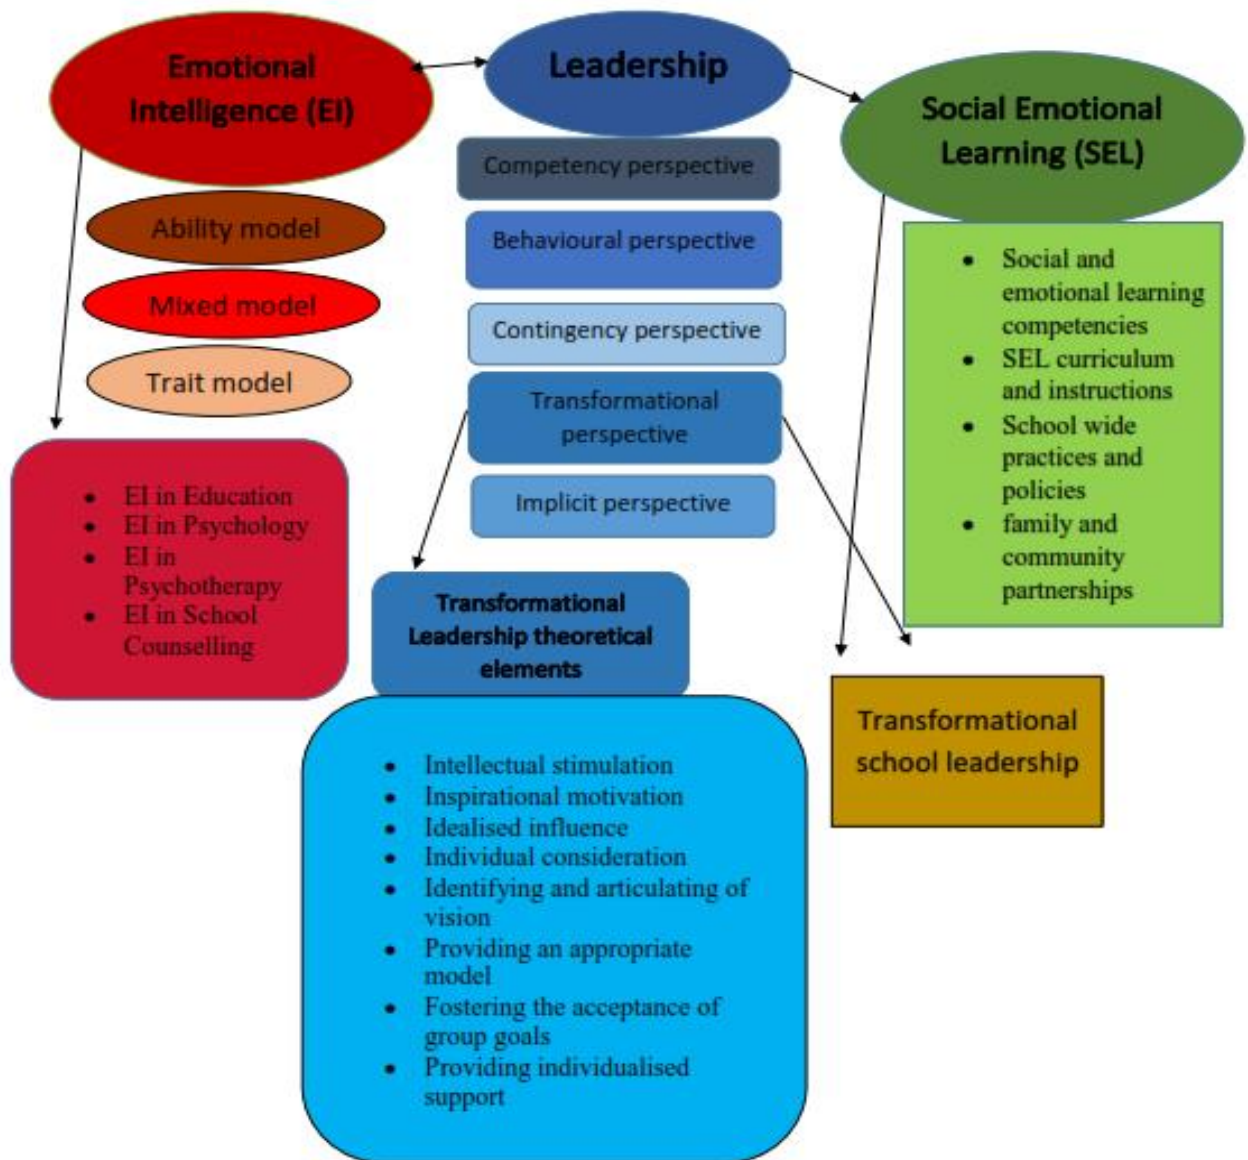 Emotional
Intelligence (EI)
Ability model
Mixed model
Trait model
• EI in Education
• EI in Psychology
• EI in
Psychotherapy
• EI in School
Counselling
Leadership
Competency perspective
Behavioural perspective
Contingency perspective
Transformational
perspective
Implicit perspective
Transformational
Leadership theoretical
elements
• Intellectual stimulation
• Inspirational motivation
• Idealised influence
• Individual consideration
• Identifying and articulating of
vision
• Providing an appropriate
model
• Fostering the acceptance of
group goals
• Providing individualised
support
Social Emotional
Learning (SEL)
• Social and
emotional learning
competencies
• SEL curriculum
and instructions
• School wide
practices and
policies
• family and
community
partnerships
Transformational
school leadership